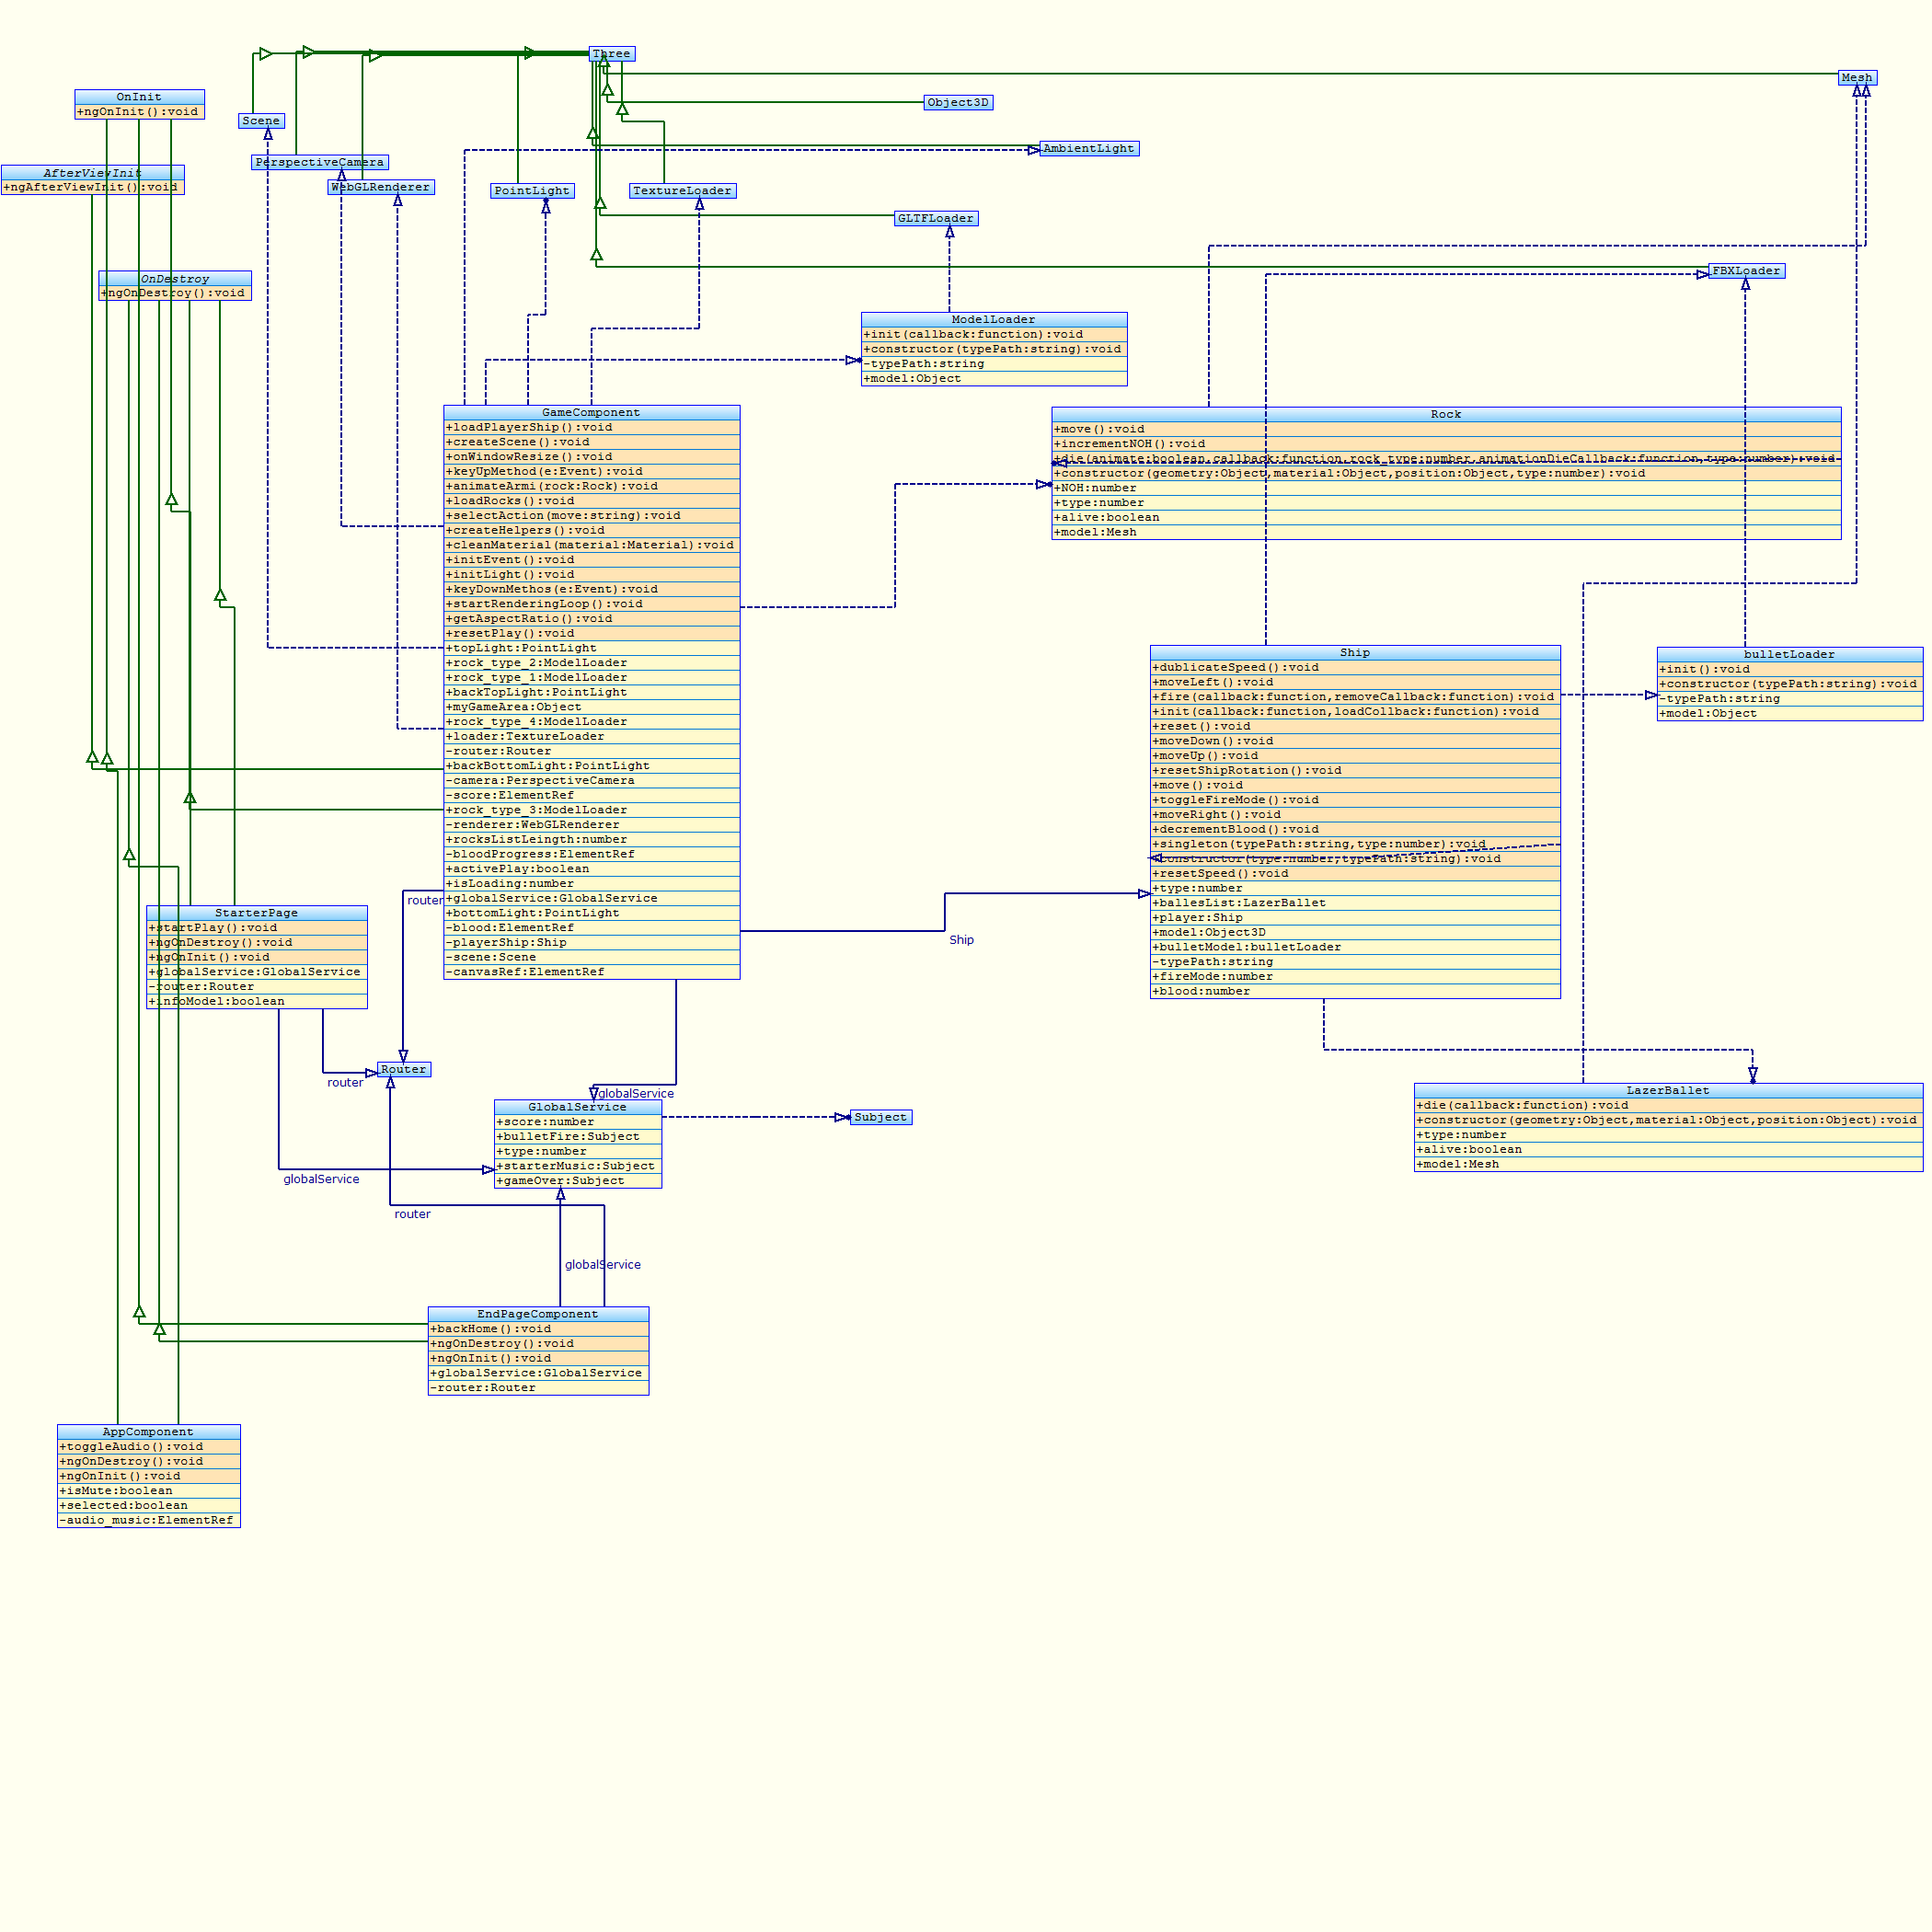 Three
Mesh
OnInit
+ngOnInit():void
Object3D
Scene
AmbientLight
PerspectiveCamera
AfterViewInit
+ngAfterViewInit():void
WebGLRenderer
PointLight
TextureLoader
GLTFLoader
FBXLoader
OnDestroy
+ngOnDestroy():void
ModelLoader
+init(callback:function):void
+constructor(typePath:string):void
-typePath:string
+model:Object
GameComponent
+loadPlayerShip():void
+createScene():void
+onWindowResize():void
+keyUpMethod(e:Event):void
+animateArmi(rock:Rock):void
+loadRocks():void
+selectAction(move:string):void
+createHelpers():void
+cleanMaterial(material:Material):void
+initEvent():void
+initLight():void
+keyDownMethos(e:Event):void
+startRenderingLoop():void
+getAspectRatio():void
+resetPlay():void
+topLight:PointLight
+rock_type_2:ModelLoader
+rock_type_1:ModelLoader
+backTopLight:PointLight
+myGameArea:Object
+rock_type_4:ModelLoader
+loader:TextureLoader
-router:Router
+backBottomLight:PointLight
-camera:PerspectiveCamera
-score:ElementRef
+rock_type_3:ModelLoader
-renderer:WebGLRenderer
+rocksListLeingth:number
-bloodProgress:ElementRef
+activePlay:boolean
+isLoading:number
+globalService:GlobalService
+bottomLight:PointLight
-blood:ElementRef
-playerShip:Ship
-scene:Scene
-canvasRef:ElementRef
Rock
+move():void
+incrementNOH():void
+die(animate:boolean,callback:function,rock_type:number,animationDieCallback:function,type:number):void
+constructor(geometry:Object,material:Object,position:Object,type:number):void
+NOH:number
+type:number
+alive:boolean
+model:Mesh
Ship
+dublicateSpeed():void
+moveLeft():void
+fire(callback:function,removeCallback:function):void
+init(callback:function,loadCollback:function):void
+reset():void
+moveDown():void
+moveUp():void
+resetShipRotation():void
+move():void
+toggleFireMode():void
+moveRight():void
+decrementBlood():void
+singleton(typePath:string,type:number):void
+constructor(type:number,typePath:string):void
+resetSpeed():void
+type:number
+ballesList:LazerBallet
+player:Ship
+model:Object3D
+bulletModel:bulletLoader
-typePath:string
+fireMode:number
+blood:number
bulletLoader
+init():void
+constructor(typePath:string):void
-typePath:string
+model:Object
router
Ship
StarterPage
+startPlay():void
+ngOnDestroy():void
+ngOnInit():void
+globalService:GlobalService
-router:Router
+infoModel:boolean
Router
router
globalService
GlobalService
+score:number
+bulletFire:Subject
+type:number
+starterMusic:Subject
+gameOver:Subject
Subject
LazerBallet
+die(callback:function):void
+constructor(geometry:Object,material:Object,position:Object):void
+type:number
+alive:boolean
+model:Mesh
globalService
router
globalService
EndPageComponent
+backHome():void
+ngOnDestroy():void
+ngOnInit():void
+globalService:GlobalService
-router:Router
AppComponent
+toggleAudio():void
+ngOnDestroy():void
+ngOnInit():void
+isMute:boolean
+selected:boolean
-audio_music:ElementRef